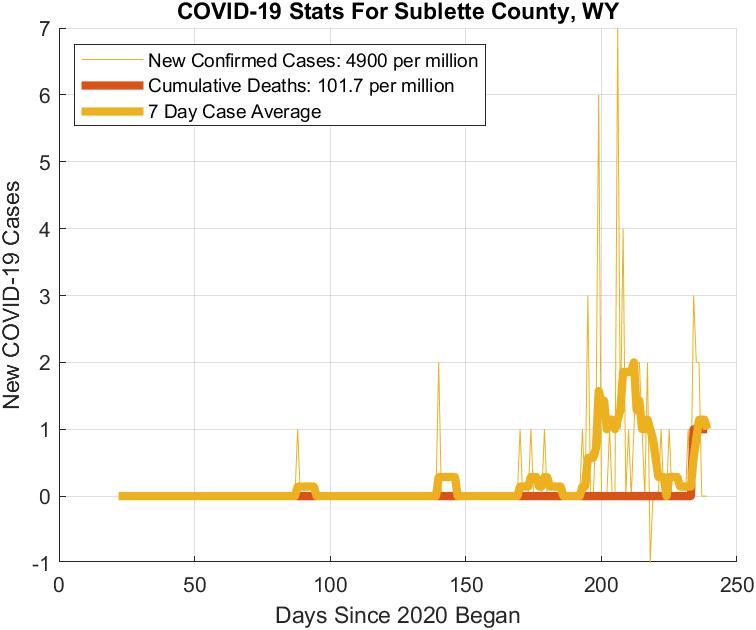 COVID-19 Stats For Sublette County, WY
New Confirmed Cases: 4900 per million
Cumulative Deaths: 101.7 per million
7 Day Case Average
New COVID-19 Cases
7
6
5
4
3
2
1
0
-1
0 50 100 150 200 250
Days Since 2020 Began